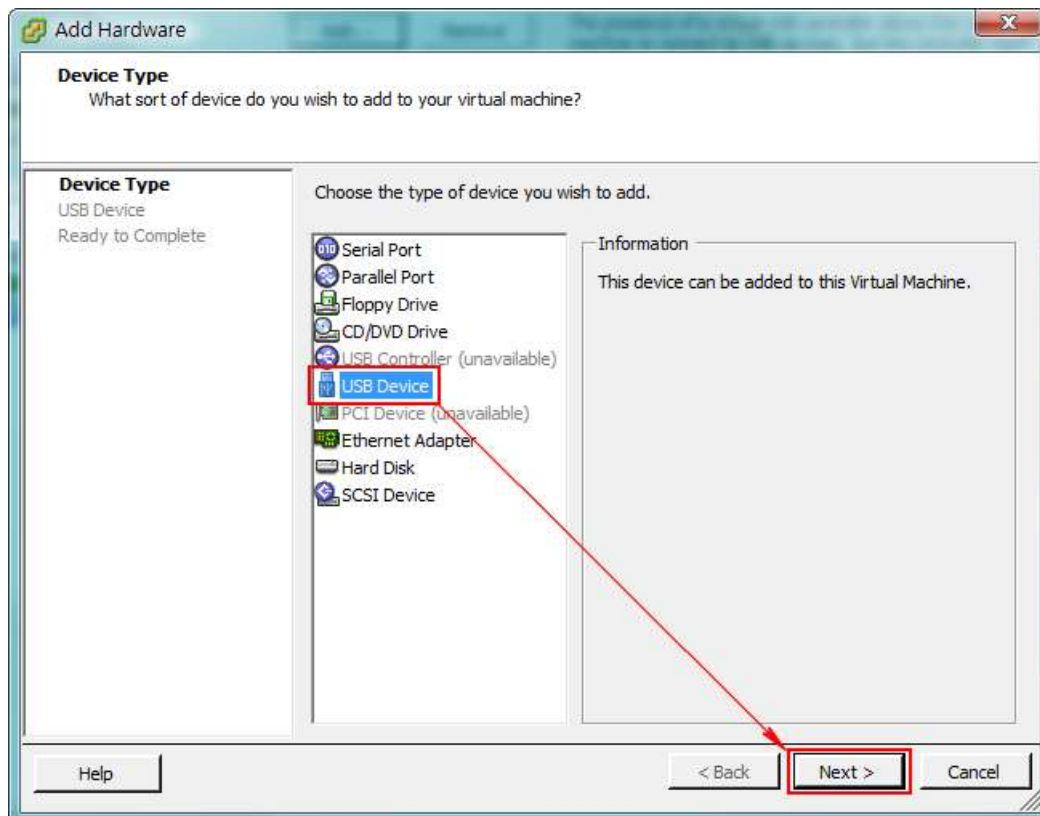 Add Hardware
Device Type
What sort of device do you wish to add to your virtual machine?
Device Type
USB Device
Ready to Complete
Choose the type of device you wish to add.
Serial Port
Parallel Port
Floppy Drive
CD/DVD Drive
USB Controller (unavailable)
USB Device
PCI Device (unavailable)
Ethernet Adapter
Hard Disk
SCSI Device
Information
This device can be added to this Virtual Machine.
Help
< Back
Next >
Cancel